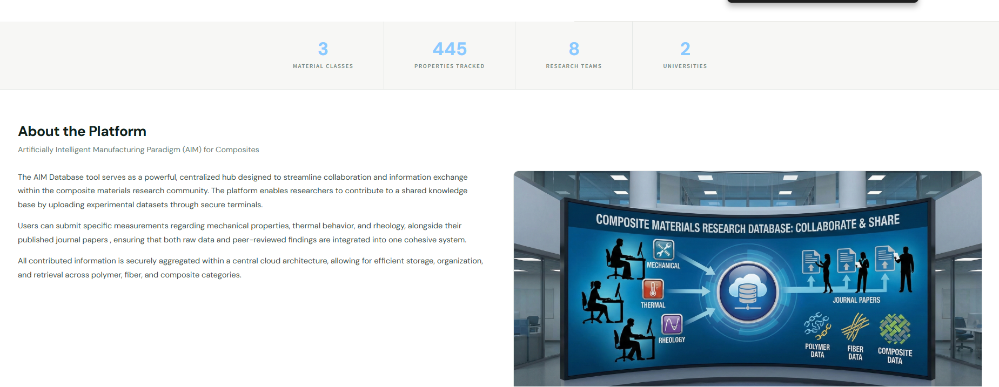 3
MATERIAL CLASSES
445
PROPERTIES TRACKED
8
RESEARCH TEAMS
2
UNIVERSITIES
About the Platform
Artificially Intelligent Manufacturing Paradigm (AIM) for Composites
The AIM Database tool serves as a powerful, centralized hub designed to streamline collaboration and information exchange
within the composite materials research community. The platform enables researchers to contribute to a shared knowledge
base by uploading experimental datasets through secure terminals.
Users can submit specific measurements regarding mechanical properties, thermal behavior, and rheology, alongside their
published journal papers , ensuring that both raw data and peer-reviewed findings are integrated into one cohesive system.
All contributed information is securely aggregated within a central cloud architecture, allowing for efficient storage, organization,
and retrieval across polymer, fiber, and composite categories.
COMPOSITE MATERIALS RESEARCH DATABASE: COLLABORATE & SHARE
MECHANICAL
THERMAL
RHEOLOGY
JOURNAL PAPERS
POLYMER
DATA
FIBER
DATA
COMPOSITE
DATA